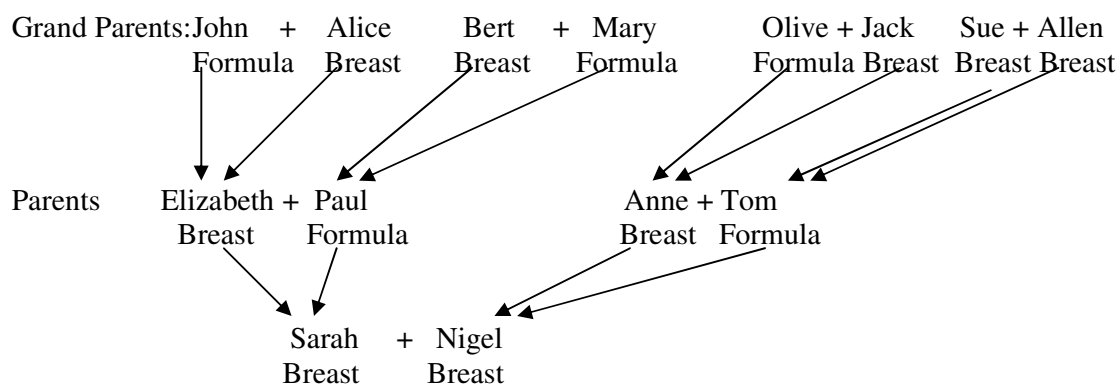 Grand Parents:John + Alice Bert + Mary Olive + Jack Sue + Allen
Formula Breast Breast Formula Formula Breast Breast Breast
Parents Elizabeth + Paul Anne + Tom
Breast Formula Breast Formula
Sarah + Nigel
Breast Breast